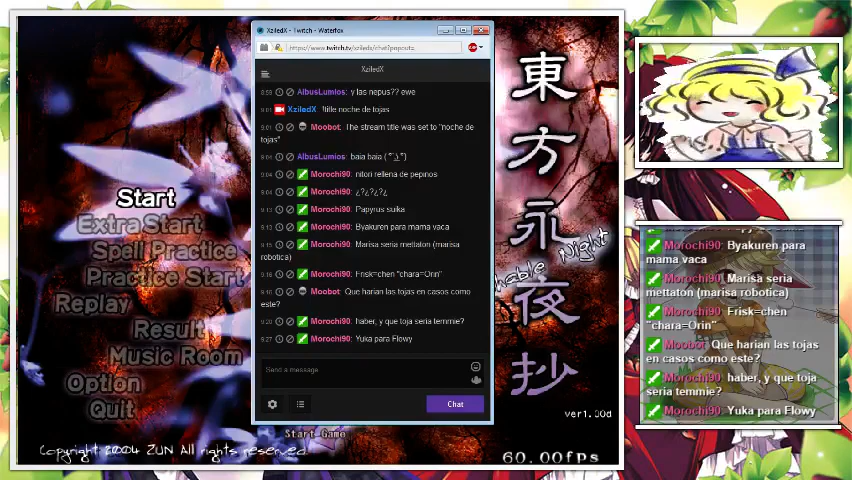 XziledX - Twitch - Waterfox
https://www.twitch.tv/xziledx/chat?popout=
XziledX
8:59 AlbusLumios: y las nepus?? ewe
9:01 XziledX !title noche de tojas
9:01 Moobot: The stream title was set to "noche de
tojas"
9:04 AlbusLumios: baia baia ( ͡° ͜ʖ ͡°)
9:04 Morochi90: nitori rellena de pepinos
9:04 Morochi90: ¿?¿?¿?¿
9:13 Morochi90: Papyrus suika
9:13 Morochi90: Byakuren para mama vaca
9:15 Morochi90: Marisa seria mettaton (marisa
robotica)
9:16 Morochi90: Frisk=chen "chara=Orin"
9:16 Moobot: Que harian las tojas en casos como
este?
9:20 Morochi90: haber, y que toja seria temmie?
9:27 Morochi90: Yuka para Flowy
Send a message
Chat
Start
Extra Start
Spell Practice
Practice Start
Replay
Result
Music Room
Option
Quit
Start Game
Copyright 2004 ZUN All rights reserved.
東方永夜抄
hable Night
ver1.00d
60.00fps
Morochi90: Byakuren para
mama vaca
Morochi90: Marisa seria
mettaton (marisa robotica)
Morochi90: Frisk=chen
"chara=Orin"
Moobot: Que harian las tojas
en casos como este?
Morochi90: haber, y que toja
seria temmie?
Morochi90: Yuka para Flowy